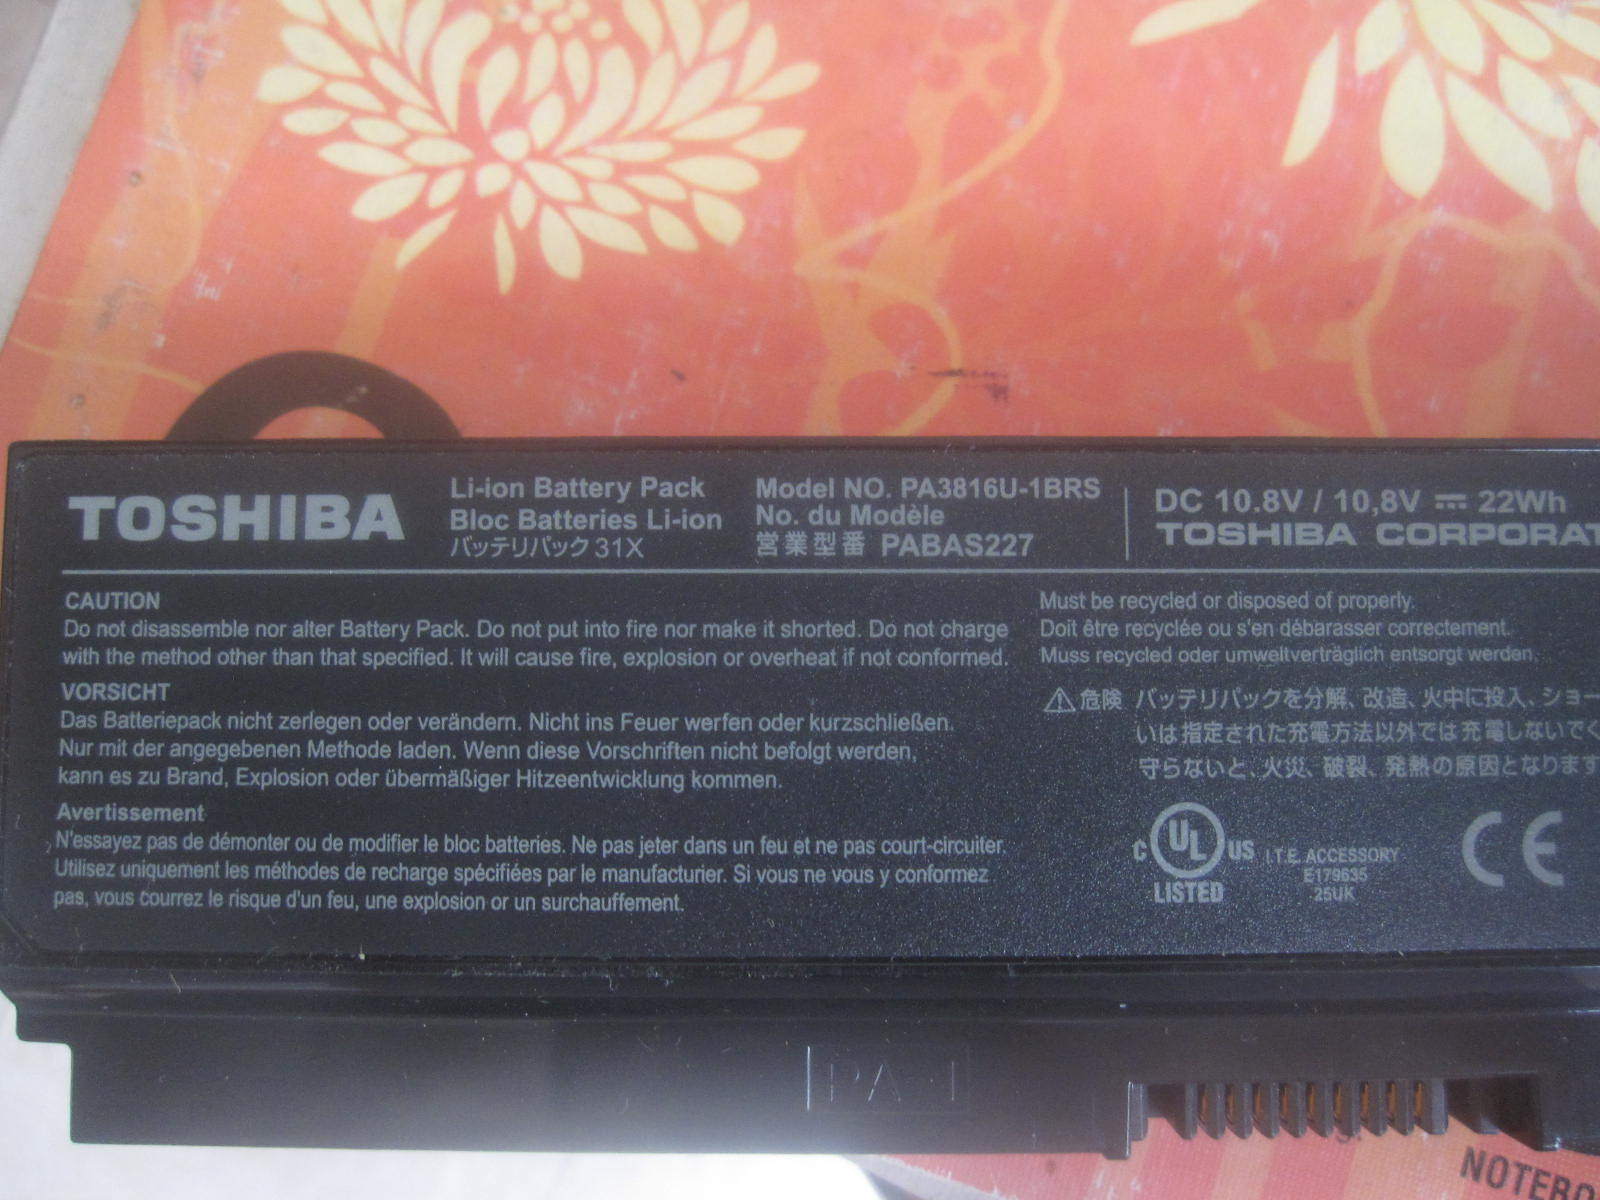 TOSHIBA
Li-ion Battery Pack
Bloc Batteries Li-ion
バッテリパック 31X
Model NO. PA3816U-1BRS
No. du Modèle
営業型番 PABAS227
DC 10.8V / 10,8V ⎓ 22Wh
TOSHIBA CORPORAT
CAUTION
Do not disassemble nor alter Battery Pack. Do not put into fire nor make it shorted. Do not charge
with the method other than that specified. It will cause fire, explosion or overheat if not conformed.
VORSICHT
Das Batteriepack nicht zerlegen oder verändern. Nicht ins Feuer werfen oder kurzschließen.
Nur mit der angegebenen Methode laden. Wenn diese Vorschriften nicht befolgt werden,
kann es zu Brand, Explosion oder übermäßiger Hitzeentwicklung kommen.
Avertissement
N'essayez pas de démonter ou de modifier le bloc batteries. Ne pas jeter dans un feu et ne pas court-circuiter.
Utilisez uniquement les méthodes de recharge spécifiées par le manufacturier. Si vous ne vous y conformez
pas, vous courrez le risque d'un feu, une explosion or un surchauffement.
Must be recycled or disposed of properly.
Doit être recyclée ou s'en débarasser correctement.
Muss recycled oder umweltverträglich entsorgt werden.
⚠危険 バッテリパックを分解、改造、火中に投入、ショー
いは指定された充電方法以外では充電しないでく
守らないと、火災、破裂、発熱の原因となります
C UL US
LISTED
I.T.E. ACCESSORY
E179635
25UK
CE
NOTEBO